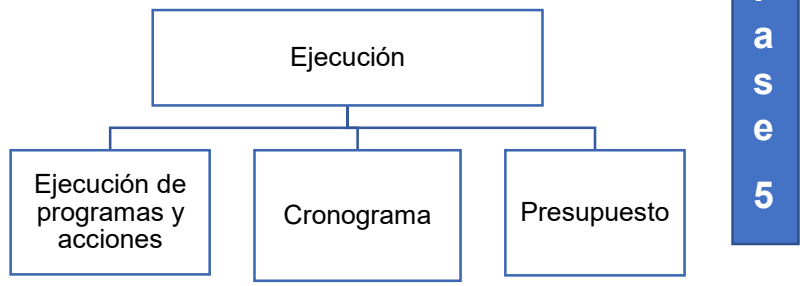 Ejecución
Ejecución de
programas y
acciones
Cronograma
Presupuesto
a
s
e
5